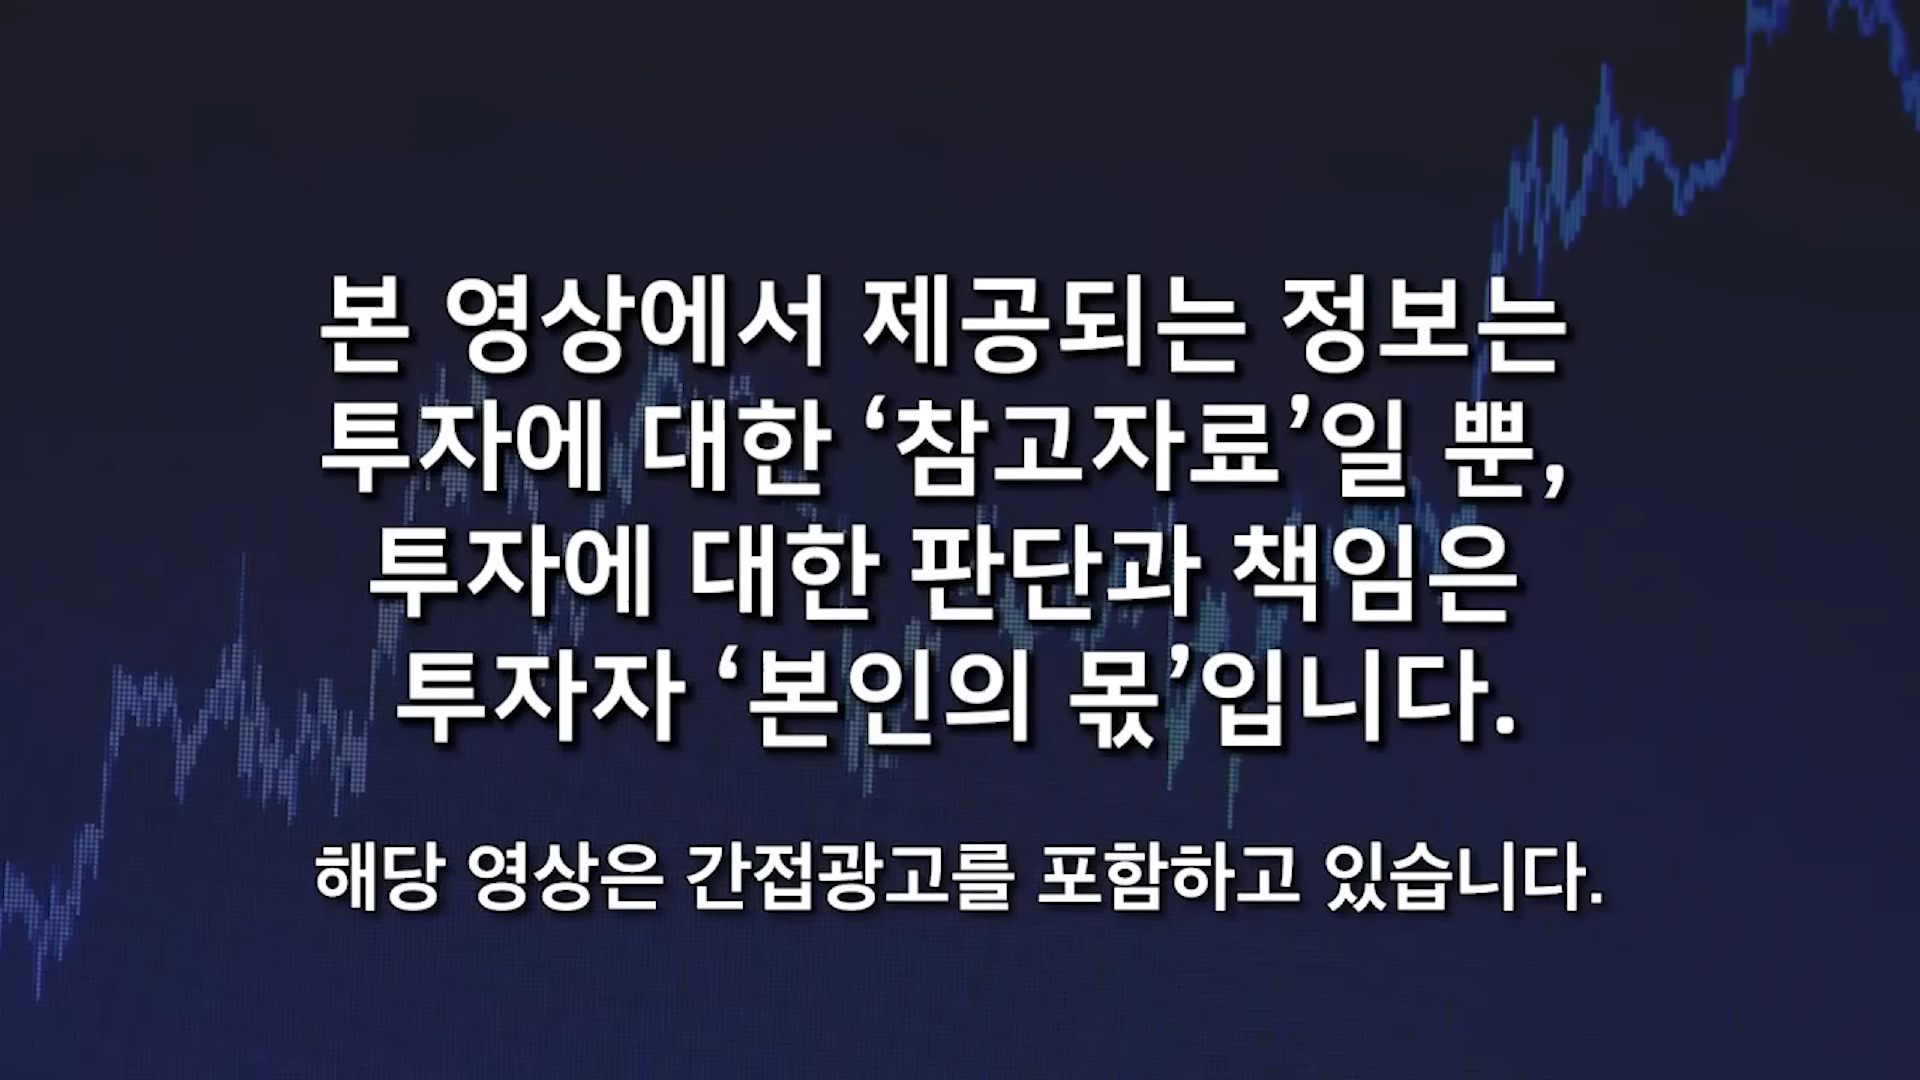 본 영상에서 제공되는 정보는
투자에 대한 ‘참고자료’일 뿐,
투자에 대한 판단과 책임은
투자자 ‘본인의 몫’입니다.
해당 영상은 간접광고를 포함하고 있습니다.